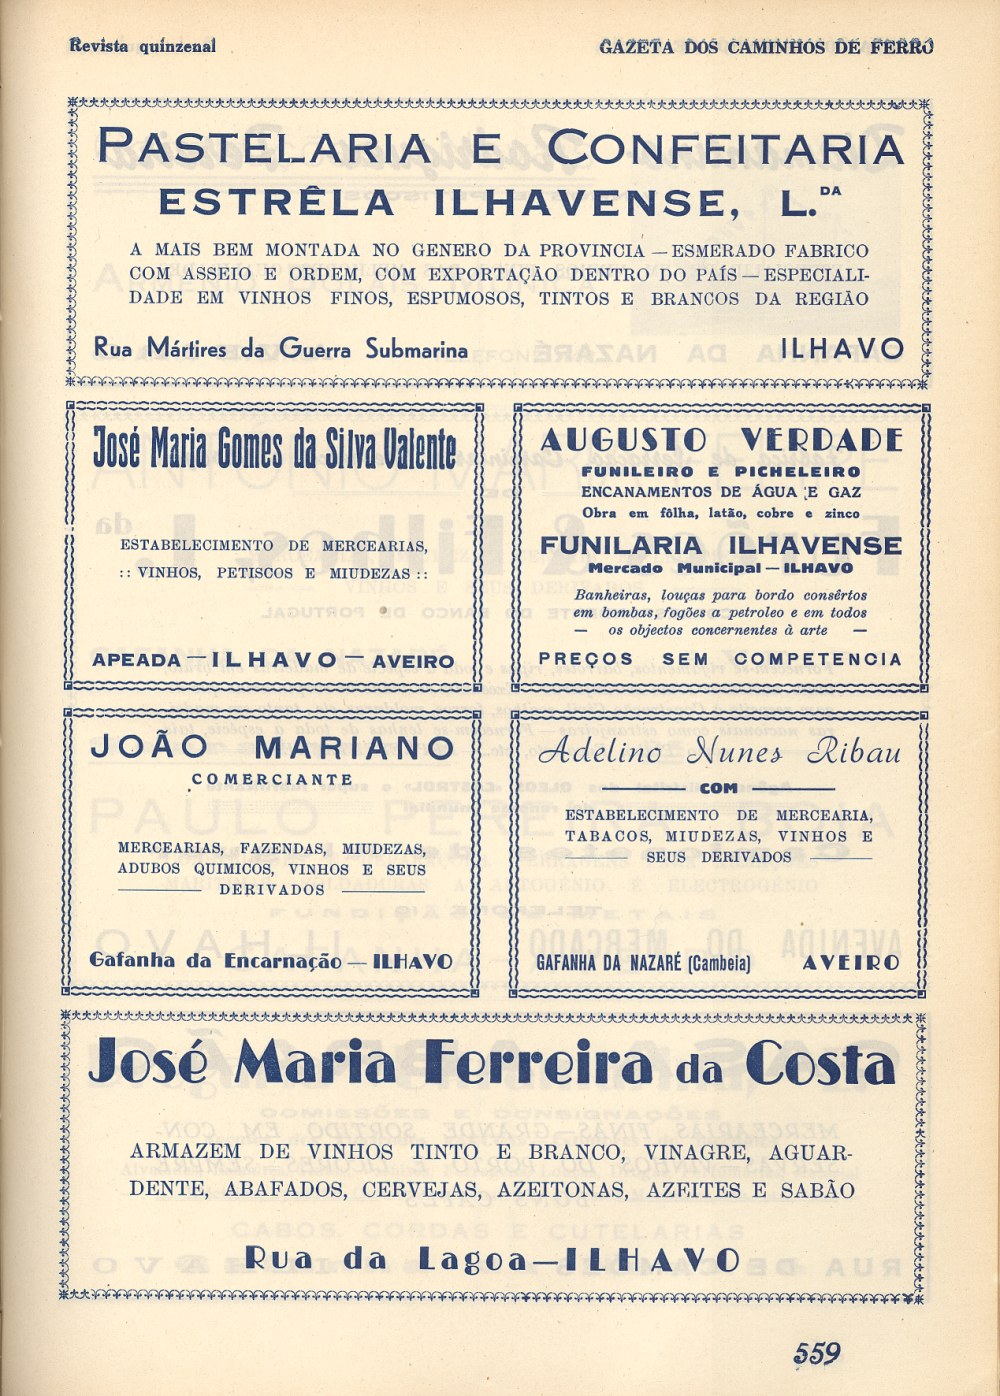 Revista quinzenal
GAZETA DOS CAMINHOS DE FERRO
PASTELARIA E CONFEITARIA
ESTRÊLA ILHAVENSE, L.DA
A MAIS BEM MONTADA NO GENERO DA PROVINCIA — ESMERADO FABRICO
COM ASSEIO E ORDEM, COM EXPORTAÇÃO DENTRO DO PAÍS — ESPECIALI-
DADE EM VINHOS FINOS, ESPUMOSOS, TINTOS E BRANCOS DA REGIÃO
Rua Mártires da Guerra Submarina
ILHAVO
José Maria Gomes da Silva Valente
ESTABELECIMENTO DE MERCEARIAS,
:: VINHOS, PETISCOS E MIUDEZAS ::
APEADA — ILHAVO — AVEIRO
AUGUSTO VERDADE
FUNILEIRO E PICHELEIRO
ENCANAMENTOS DE ÁGUA E GAZ
Obra em fôlha, latão, cobre e zinco
FUNILARIA ILHAVENSE
Mercado Municipal — ILHAVO
Banheiras, louças para bordo consêrtos
em bombas, fogões a petroleo e em todos
— os objectos concernentes à arte —
PREÇOS SEM COMPETENCIA
JOÃO MARIANO
COMERCIANTE
MERCEARIAS, FAZENDAS, MIUDEZAS,
ADUBOS QUIMICOS, VINHOS E SEUS
DERIVADOS
Gafanha da Encarnação — ILHAVO
Adelino Nunes Ribau
COM
ESTABELECIMENTO DE MERCEARIA,
TABACOS, MIUDEZAS, VINHOS E
SEUS DERIVADOS
GAFANHA DA NAZARÉ (Cambeia) AVEIRO
José Maria Ferreira da Costa
ARMAZEM DE VINHOS TINTO E BRANCO, VINAGRE, AGUAR-
DENTE, ABAFADOS, CERVEJAS, AZEITONAS, AZEITES E SABÃO
Rua da Lagoa — ILHAVO
559